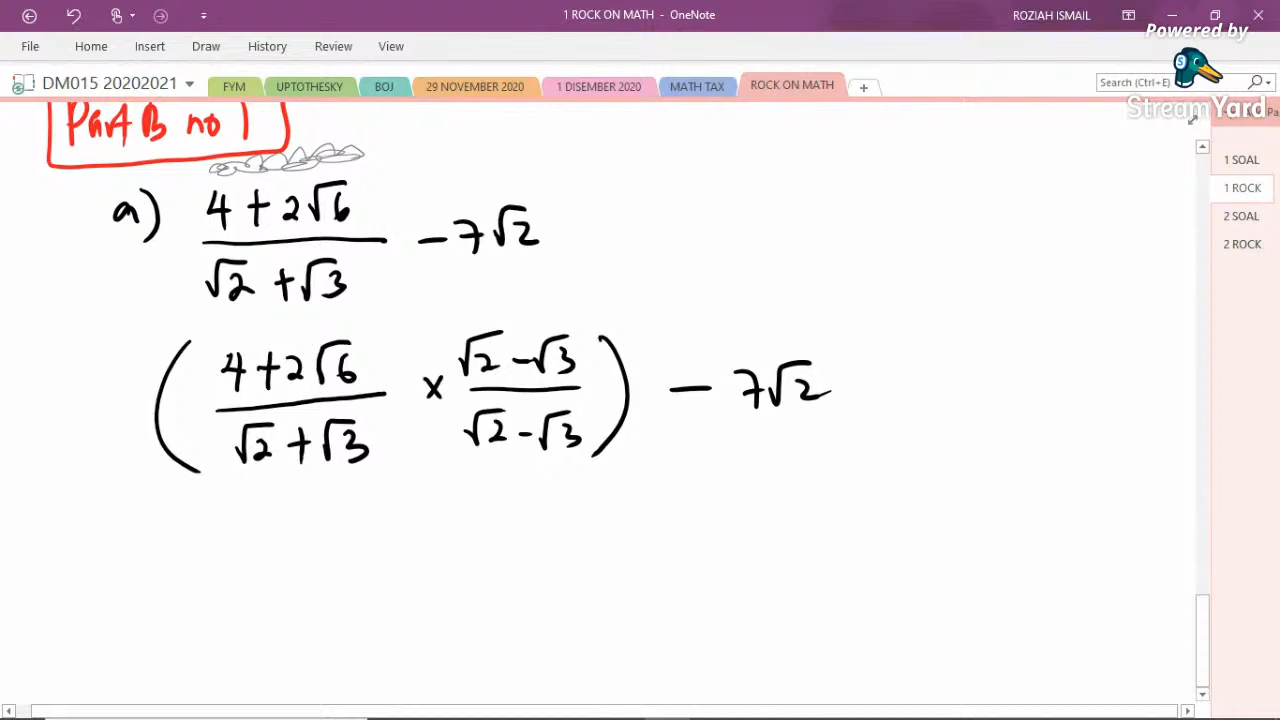 1 ROCK ON MATH - OneNote
ROZIAH ISMAIL
Powered by
File Home Insert Draw History Review View
DM015 20202021
FYM UPTOTHESKY BOJ 29 NOVEMBER 2020 1 DISEMBER 2020 MATH TAX ROCK ON MATH +
Search (Ctrl+E)
StreamYard
Part B no 1
1 SOAL
1 ROCK
2 SOAL
2 ROCK
a) (4 + 2√6)/(√2 + √3) − 7√2
((4 + 2√6)/(√2 + √3) × (√2 − √3)/(√2 − √3)) − 7√2